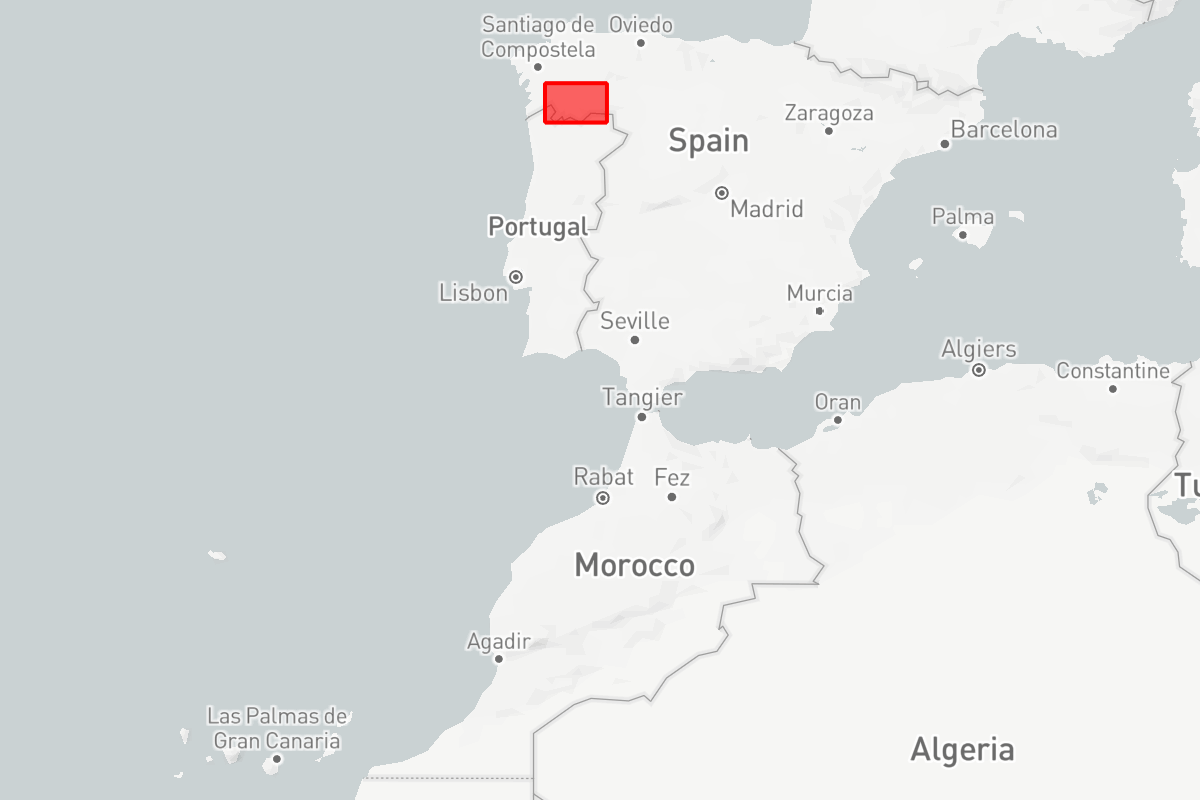 Santiago de
Compostela
Oviedo
Zaragoza
Barcelona
Spain
Madrid
Palma
Portugal
Lisbon
Murcia
Seville
Algiers
Constantine
Tangier
Oran
Rabat
Fez
Tu
Morocco
Agadir
Las Palmas de
Gran Canaria
Algeria